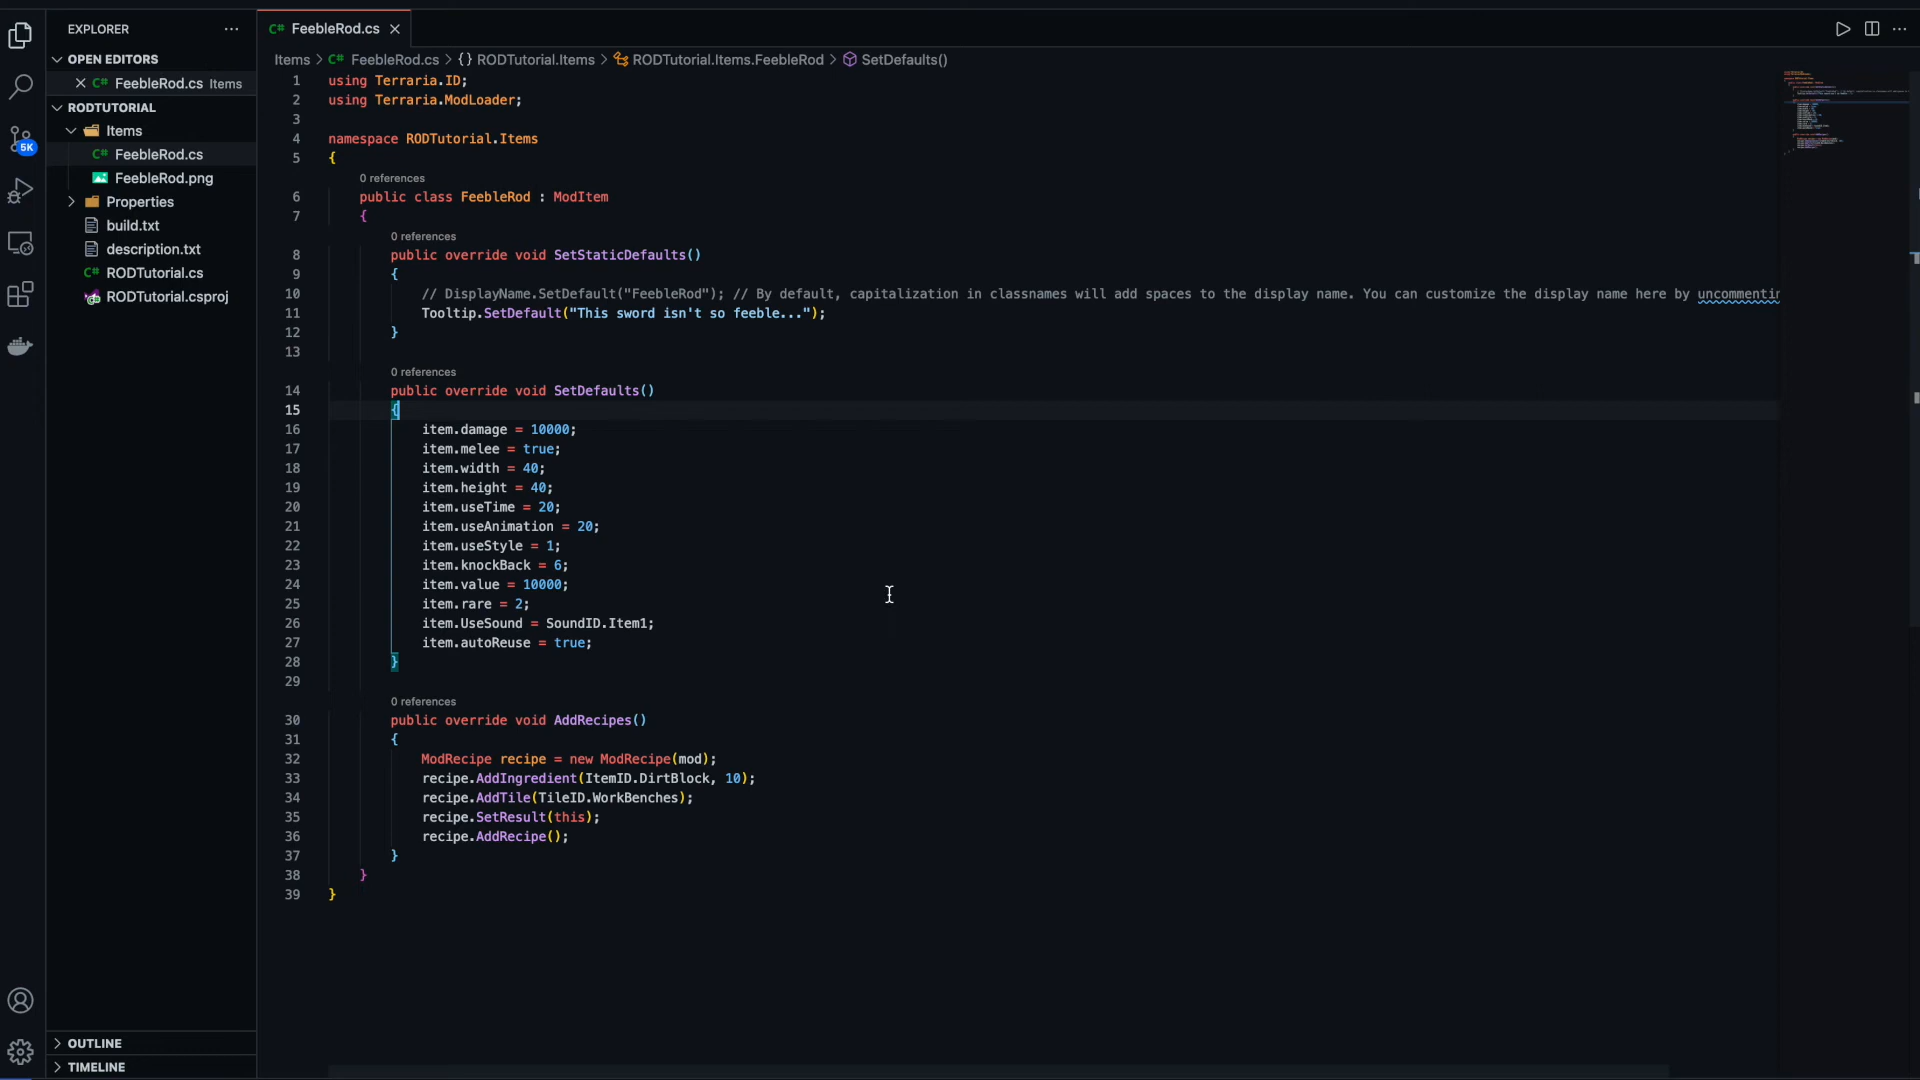 EXPLORER
OPEN EDITORS
FeebleRod.cs Items
RODTUTORIAL
Items
FeebleRod.cs
FeebleRod.png
Properties
build.txt
description.txt
RODTutorial.cs
RODTutorial.csproj
OUTLINE
TIMELINE
5K
C# FeebleRod.cs
Items > C# FeebleRod.cs > {} RODTutorial.Items > RODTutorial.Items.FeebleRod > SetDefaults()
1 using Terraria.ID;
2 using Terraria.ModLoader;
3
4 namespace RODTutorial.Items
5 {
0 references
6 public class FeebleRod : ModItem
7 {
0 references
8 public override void SetStaticDefaults()
9 {
10 // DisplayName.SetDefault("FeebleRod"); // By default, capitalization in classnames will add spaces to the display name. You can customize the display name here by uncommentin
11 Tooltip.SetDefault("This sword isn't so feeble...");
12 }
13
0 references
14 public override void SetDefaults()
15 {
16 item.damage = 10000;
17 item.melee = true;
18 item.width = 40;
19 item.height = 40;
20 item.useTime = 20;
21 item.useAnimation = 20;
22 item.useStyle = 1;
23 item.knockBack = 6;
24 item.value = 10000;
25 item.rare = 2;
26 item.UseSound = SoundID.Item1;
27 item.autoReuse = true;
28 }
29
0 references
30 public override void AddRecipes()
31 {
32 ModRecipe recipe = new ModRecipe(mod);
33 recipe.AddIngredient(ItemID.DirtBlock, 10);
34 recipe.AddTile(TileID.WorkBenches);
35 recipe.SetResult(this);
36 recipe.AddRecipe();
37 }
38 }
39 }